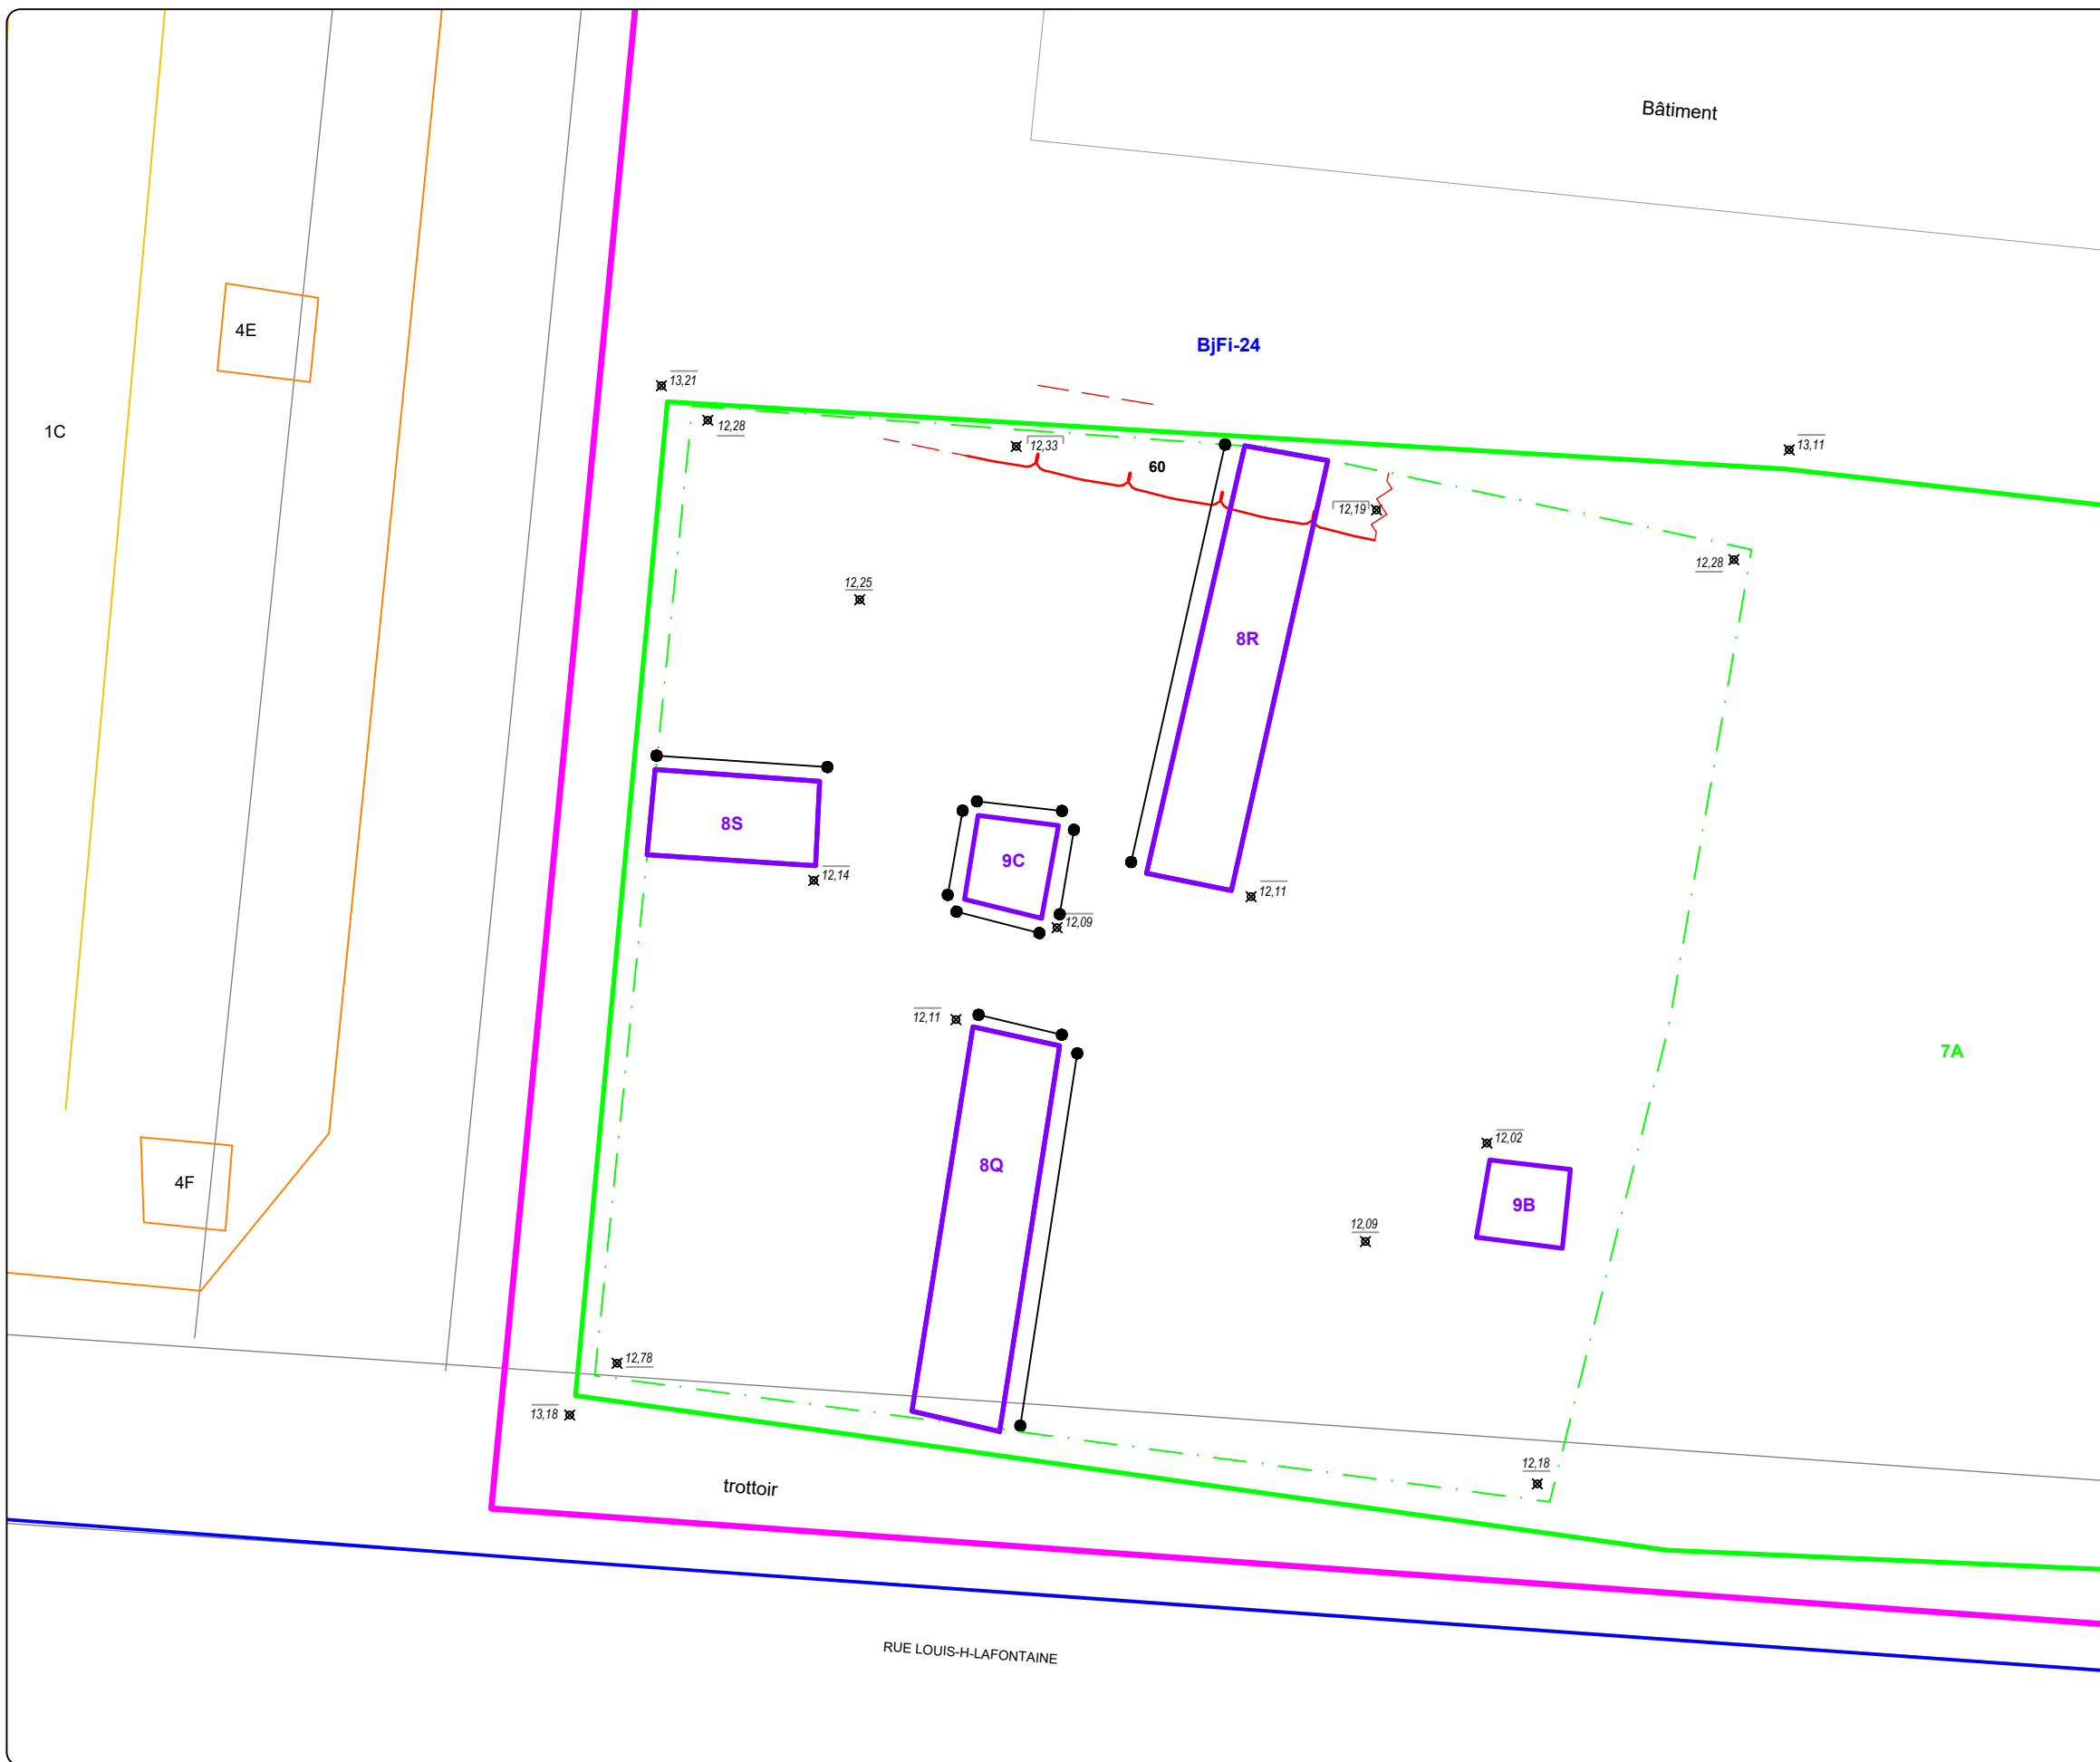 Bâtiment
4E
BjFi-24
13,21
1C
12,28
12,33
13,11
60
12,19
12,28
12,25
8R
8S
9C
12,14
12,11
12,09
12,11
7A
12,02
8Q
4F
9B
12,09
12,78
13,18
12,18
trottoir
RUE LOUIS-H-LAFONTAINE